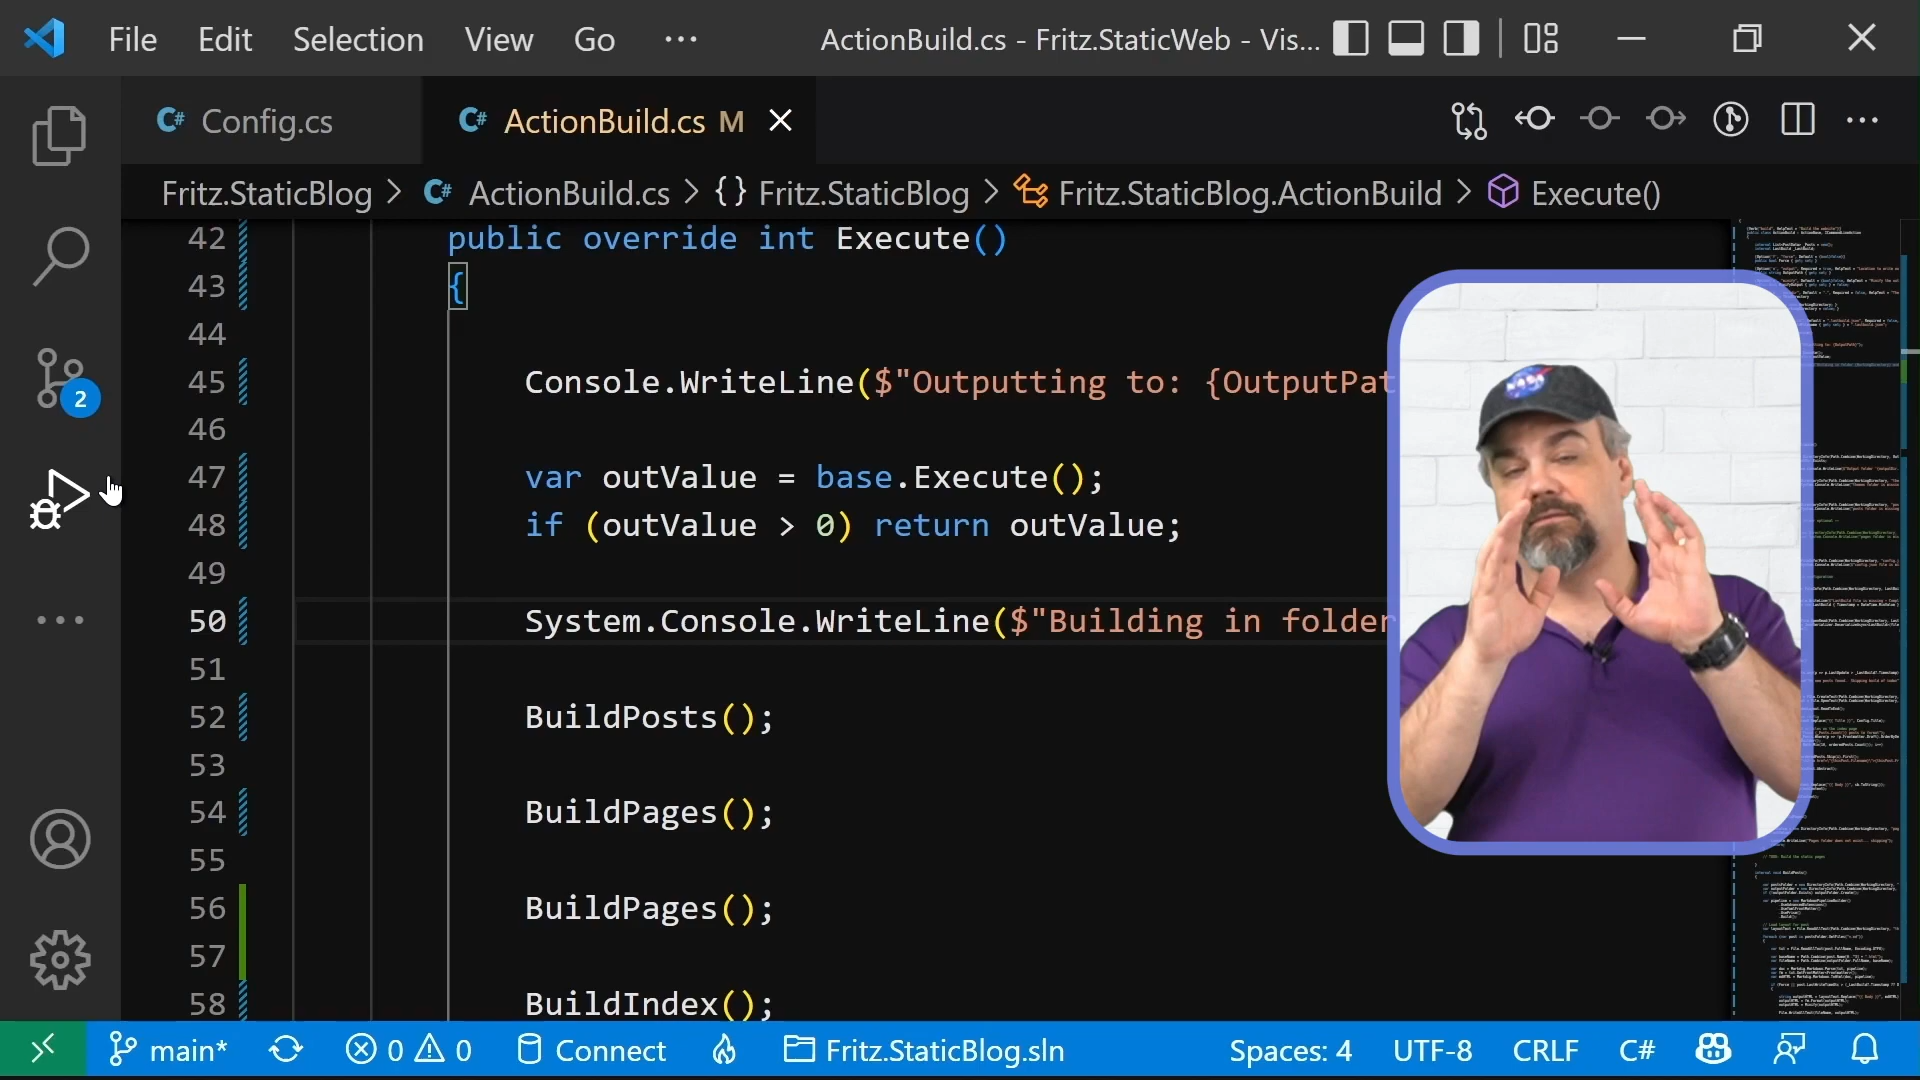 File Edit Selection View Go ··· ActionBuild.cs - Fritz.StaticWeb - Vis...
C# Config.cs C# ActionBuild.cs M
Fritz.StaticBlog > C# ActionBuild.cs > {} Fritz.StaticBlog > Fritz.StaticBlog.ActionBuild > Execute()
42 public override int Execute()
43 {
44
45 Console.WriteLine($"Outputting to: {OutputPat
46
47 var outValue = base.Execute();
48 if (outValue > 0) return outValue;
49
50 System.Console.WriteLine($"Building in folder
51
52 BuildPosts();
53
54 BuildPages();
55
56 BuildPages();
57
58 BuildIndex();
2
NASA
main* 0 0 Connect Fritz.StaticBlog.sln Spaces: 4 UTF-8 CRLF C#